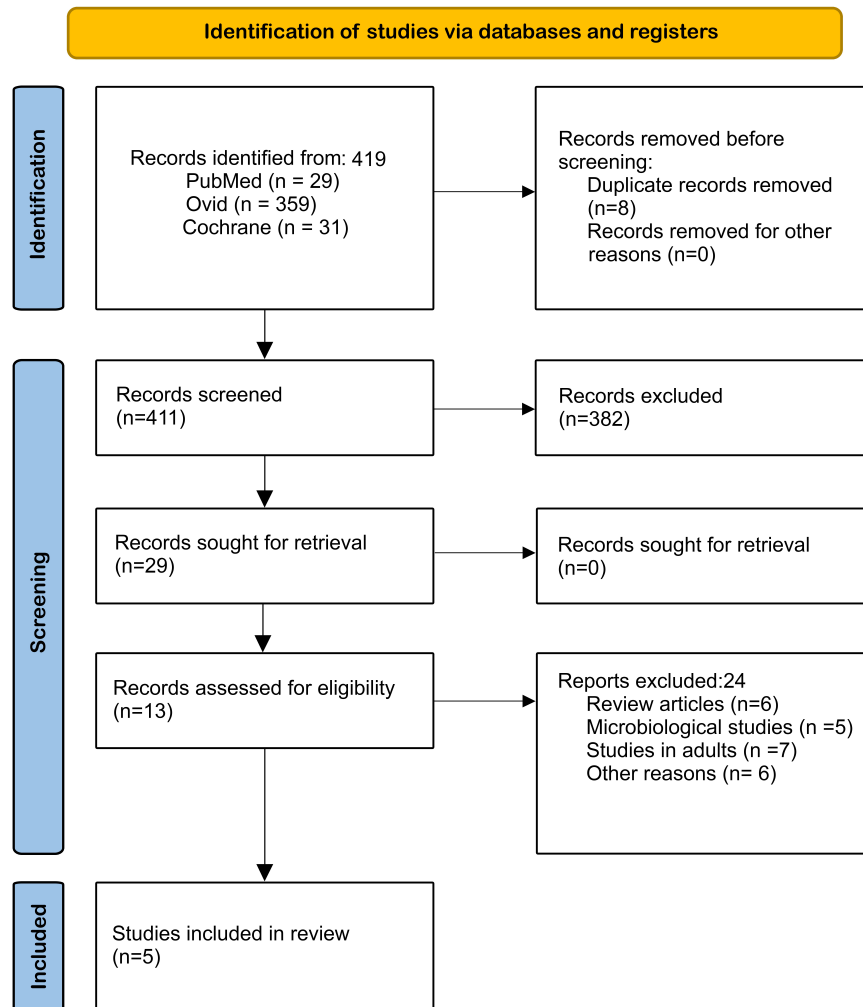 Identification of studies via databases and registers
Identification
Records identified from: 419
PubMed (n = 29)
Ovid (n = 359)
Cochrane (n = 31)
Records removed before
screening:
Duplicate records removed
(n=8)
Records removed for other
reasons (n=0)
Screening
Records screened
(n=411)
Records excluded
(n=382)
Records sought for retrieval
(n=29)
Records sought for retrieval
(n=0)
Records assessed for eligibility
(n=13)
Reports excluded:24
Review articles (n=6)
Microbiological studies (n =5)
Studies in adults (n =7)
Other reasons (n= 6)
Included
Studies included in review
(n=5)